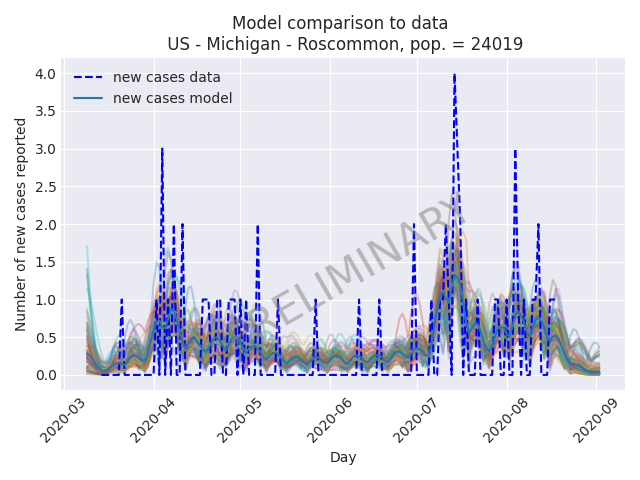 Model comparison to data
US - Michigan - Roscommon, pop. = 24019
new cases data
new cases model
PRELIMINARY
Number of new cases reported
4.0
3.5
3.0
2.5
2.0
1.5
1.0
0.5
0.0
2020-03
2020-04
2020-05
2020-06
2020-07
2020-08
2020-09
Day